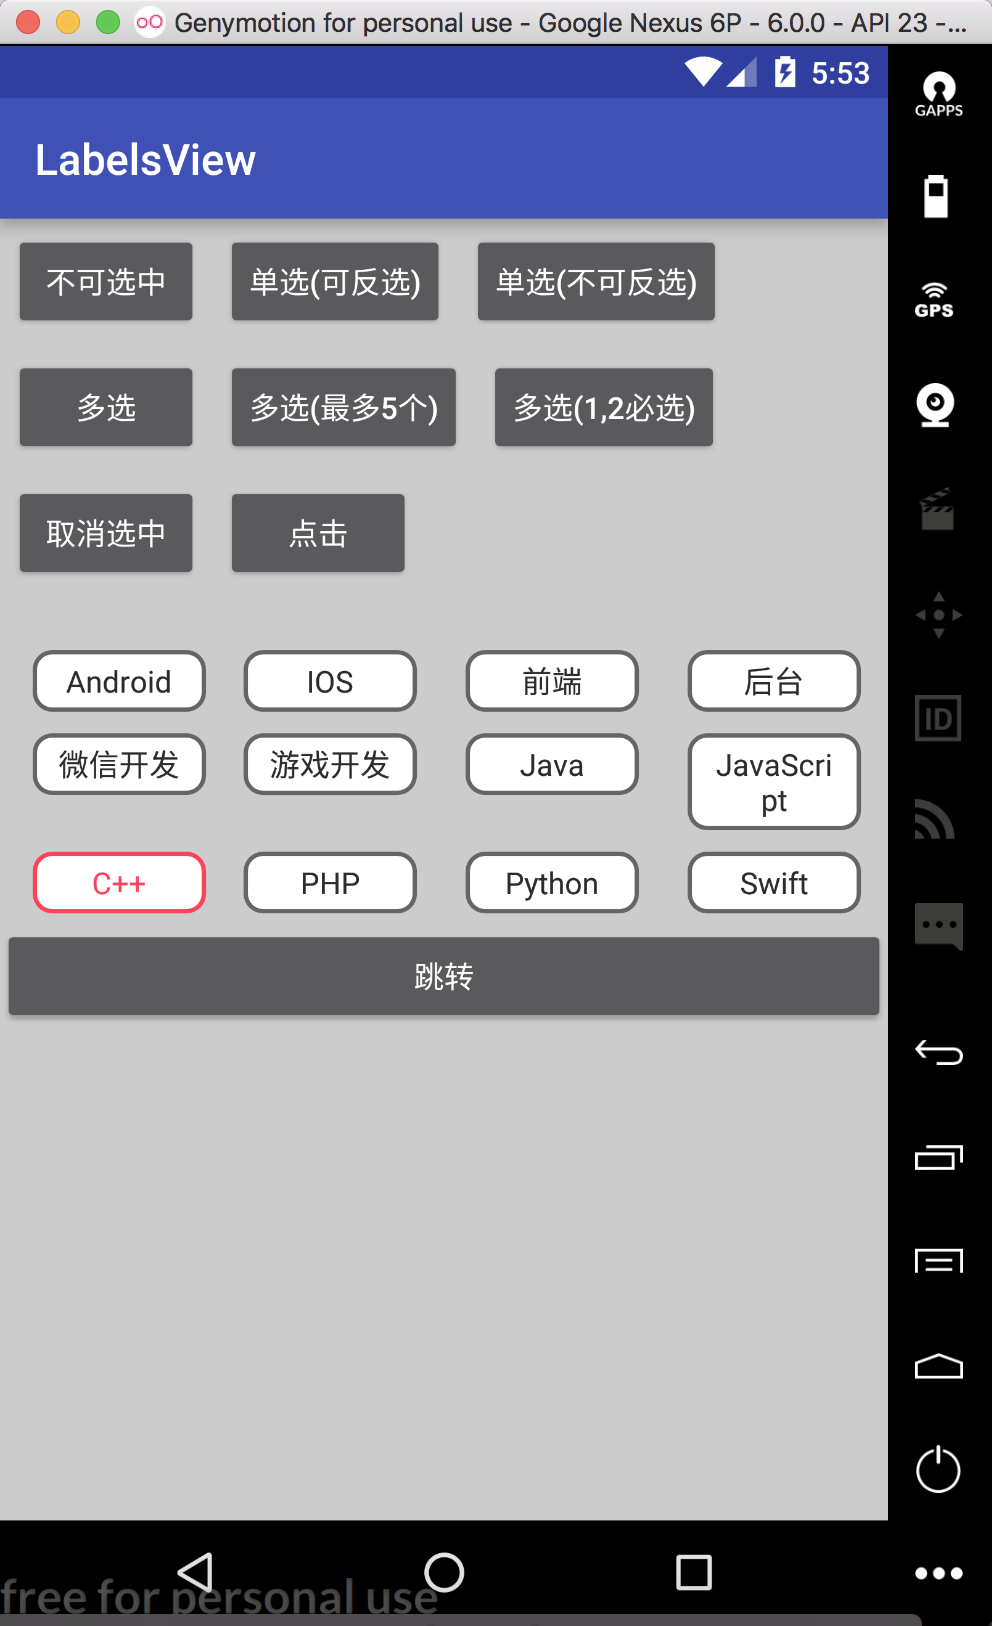 Genymotion for personal use - Google Nexus 6P - 6.0.0 - API 23 -...
5:53
GAPPS
LabelsView
GPS
不可选中
单选(可反选)
单选(不可反选)
多选
多选(最多5个)
多选(1,2必选)
取消选中
点击
Android
IOS
前端
后台
ID
微信开发
游戏开发
Java
JavaScri
pt
C++
PHP
Python
Swift
跳转
free for personal use